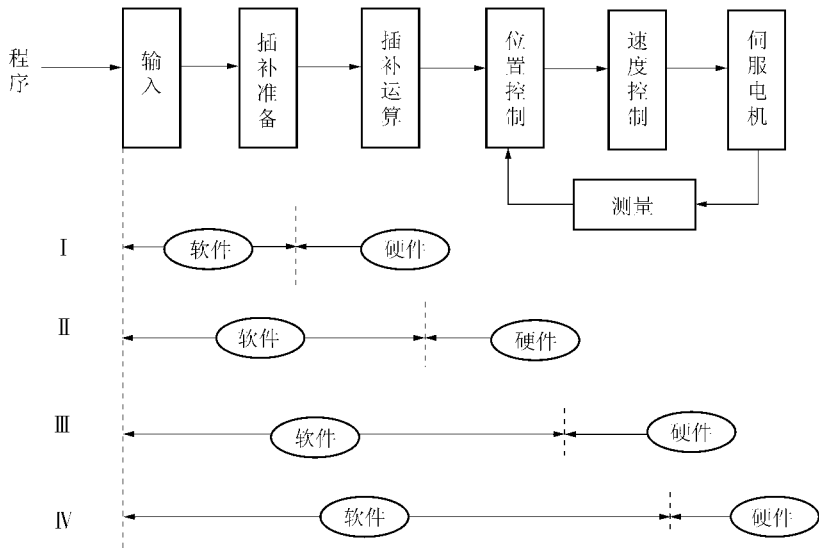 程序
输入
插补准备
插补运算
位置控制
速度控制
伺服电机
测量
Ⅰ 软件 硬件
Ⅱ 软件 硬件
Ⅲ 软件 硬件
Ⅳ 软件 硬件